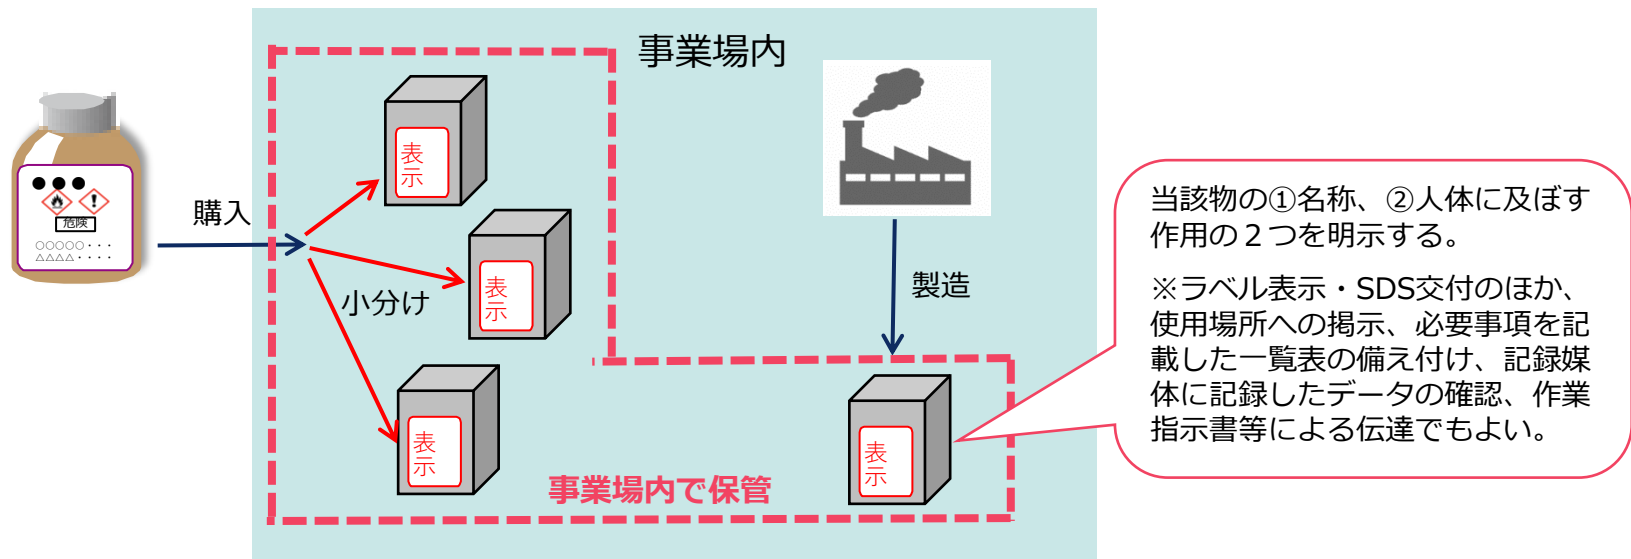 事業場内
●●●
危険
○○○○○・・・
△△△△・・・・
購入
小分け
表示
表示
表示
製造
表示
事業場内で保管
当該物の①名称、②人体に及ぼす
作用の２つを明示する。
※ラベル表示・SDS交付のほか、
使用場所への掲示、必要事項を記
載した一覧表の備え付け、記録媒
体に記録したデータの確認、作業
指示書等による伝達でもよい。